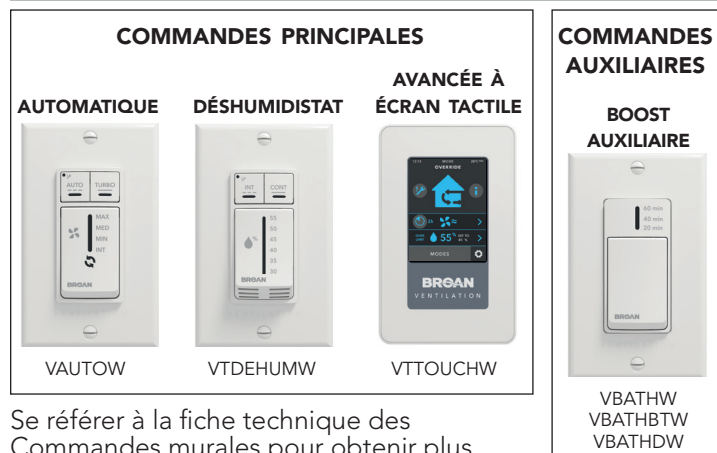 COMMANDES PRINCIPALES
AUTOMATIQUE
AUTO TURBO
MAX
MED
MIN
INT
BROAN
VAUTOW
DÉSHUMIDISTAT
INT CONT
%
55
50
45
40
35
30
BROAN
VTDEHUMW
AVANCÉE À
ÉCRAN TACTILE
MODE
OVERRIDE
55%
MODES
BROAN
VENTILATION
VTTOUCHW
Se référer à la fiche technique des
Commandes murales pour obtenir plus
COMMANDES
AUXILIAIRES
BOOST
AUXILIAIRE
60 min
40 min
20 min
BROAN
VBATHW
VBATHBTW
VBATHDW